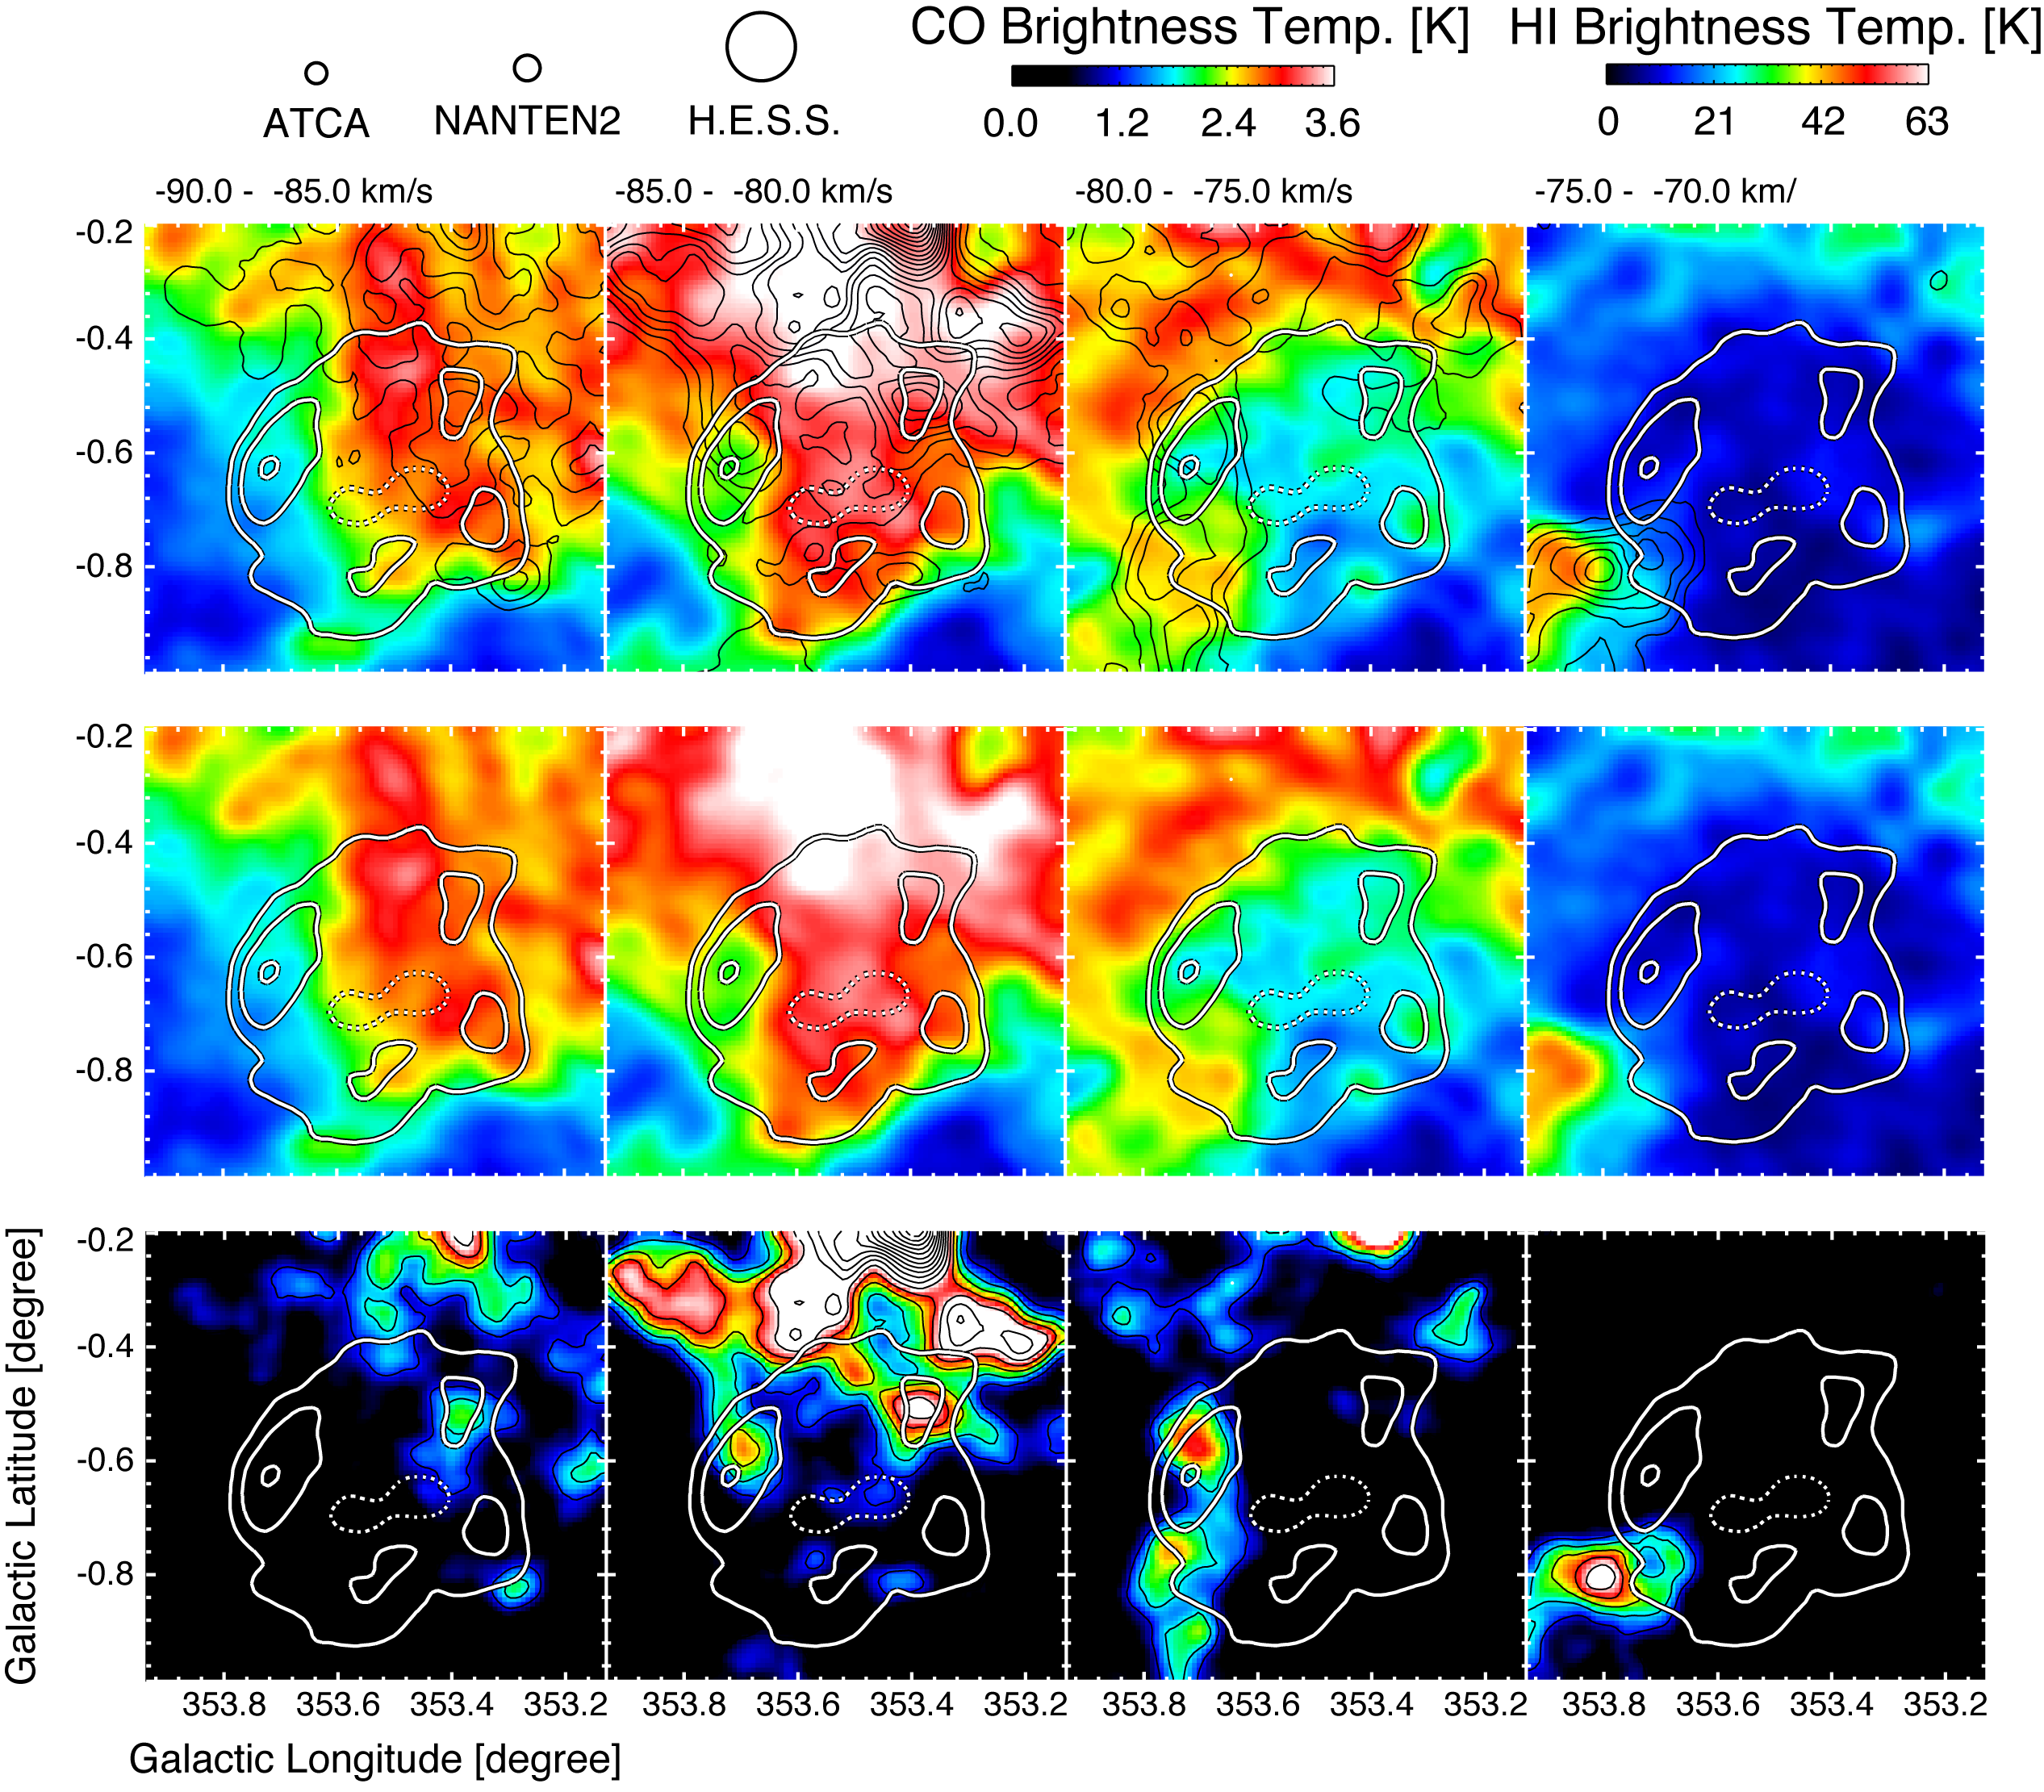 CO Brightness Temp. [K] HI Brightness Temp. [K]
ATCA NANTEN2 H.E.S.S. 0.0 1.2 2.4 3.6 0 21 42 63
-90.0 - -85.0 km/s -85.0 - -80.0 km/s -80.0 - -75.0 km/s -75.0 - -70.0 km/
-0.2
-0.4
-0.6
-0.8
-0.2
-0.4
-0.6
-0.8
-0.2
-0.4
-0.6
-0.8
Galactic Latitude [degree]
353.8 353.6 353.4 353.2 353.8 353.6 353.4 353.2 353.8 353.6 353.4 353.2 353.8 353.6 353.4 353.2
Galactic Longitude [degree]